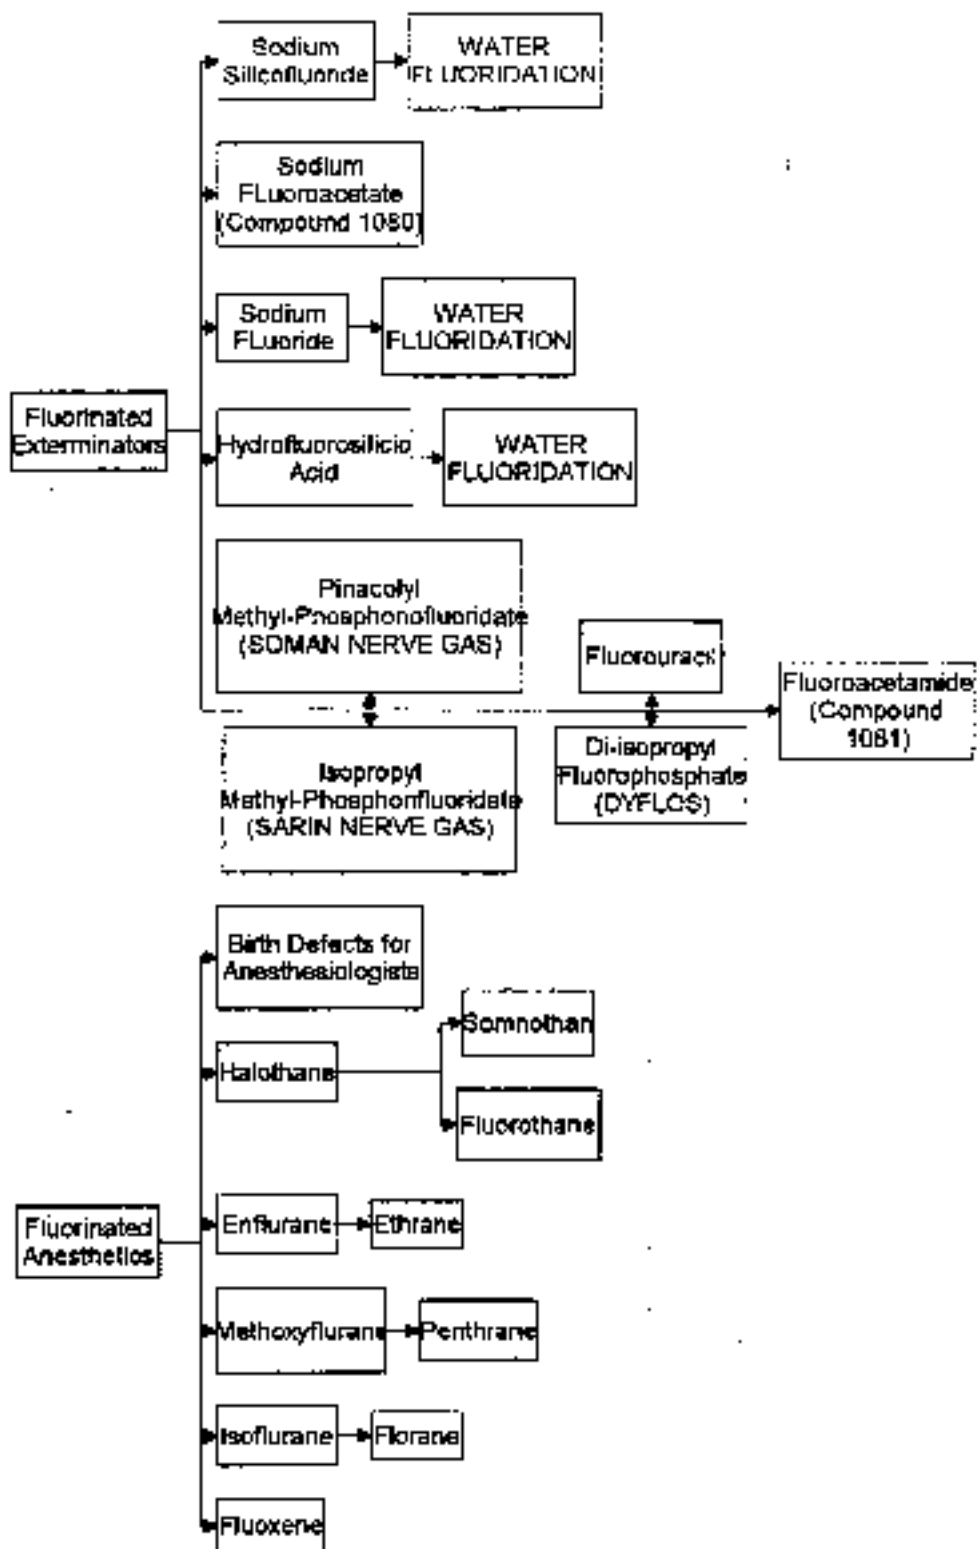 Sodium
Silicofluoride
WATER
FLUORIDATION
Sodium
FLuoroacetate
(Compound 1080)
Sodium
FLuoride
WATER
FLUORIDATION
Fluorinated
Exterminators
Hydrofluorosilicic
Acid
WATER
FLUORIDATION
Pinacolyl
Methyl-Phosphonofluoridate
(SOMAN NERVE GAS)
Fluorouracil
Fluoroacetamide
(Compound
1081)
Isopropyl
Methyl-Phosphonfluoridate
(SARIN NERVE GAS)
Di-isopropyl
Fluorophosphate
(DYFLOS)
Birth Defects for
Anesthesiologists
Somnothan
Halothane
Fluorothane
Fluorinated
Anesthetics
Enflurane
Ethrane
Methoxyflurane
Penthrane
Isoflurane
Florane
Fluoxene